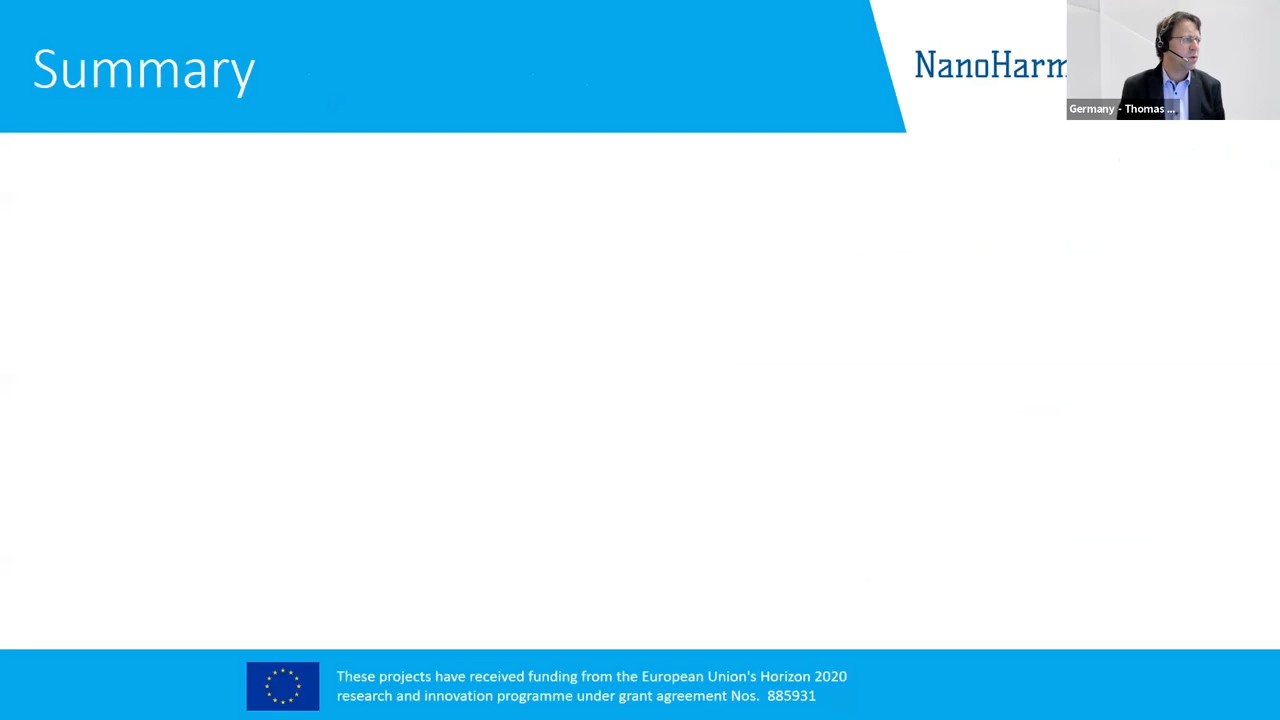 Summary
NanoHarm
Germany - Thomas ...
These projects have received funding from the European Union's Horizon 2020
research and innovation programme under grant agreement Nos. 885931